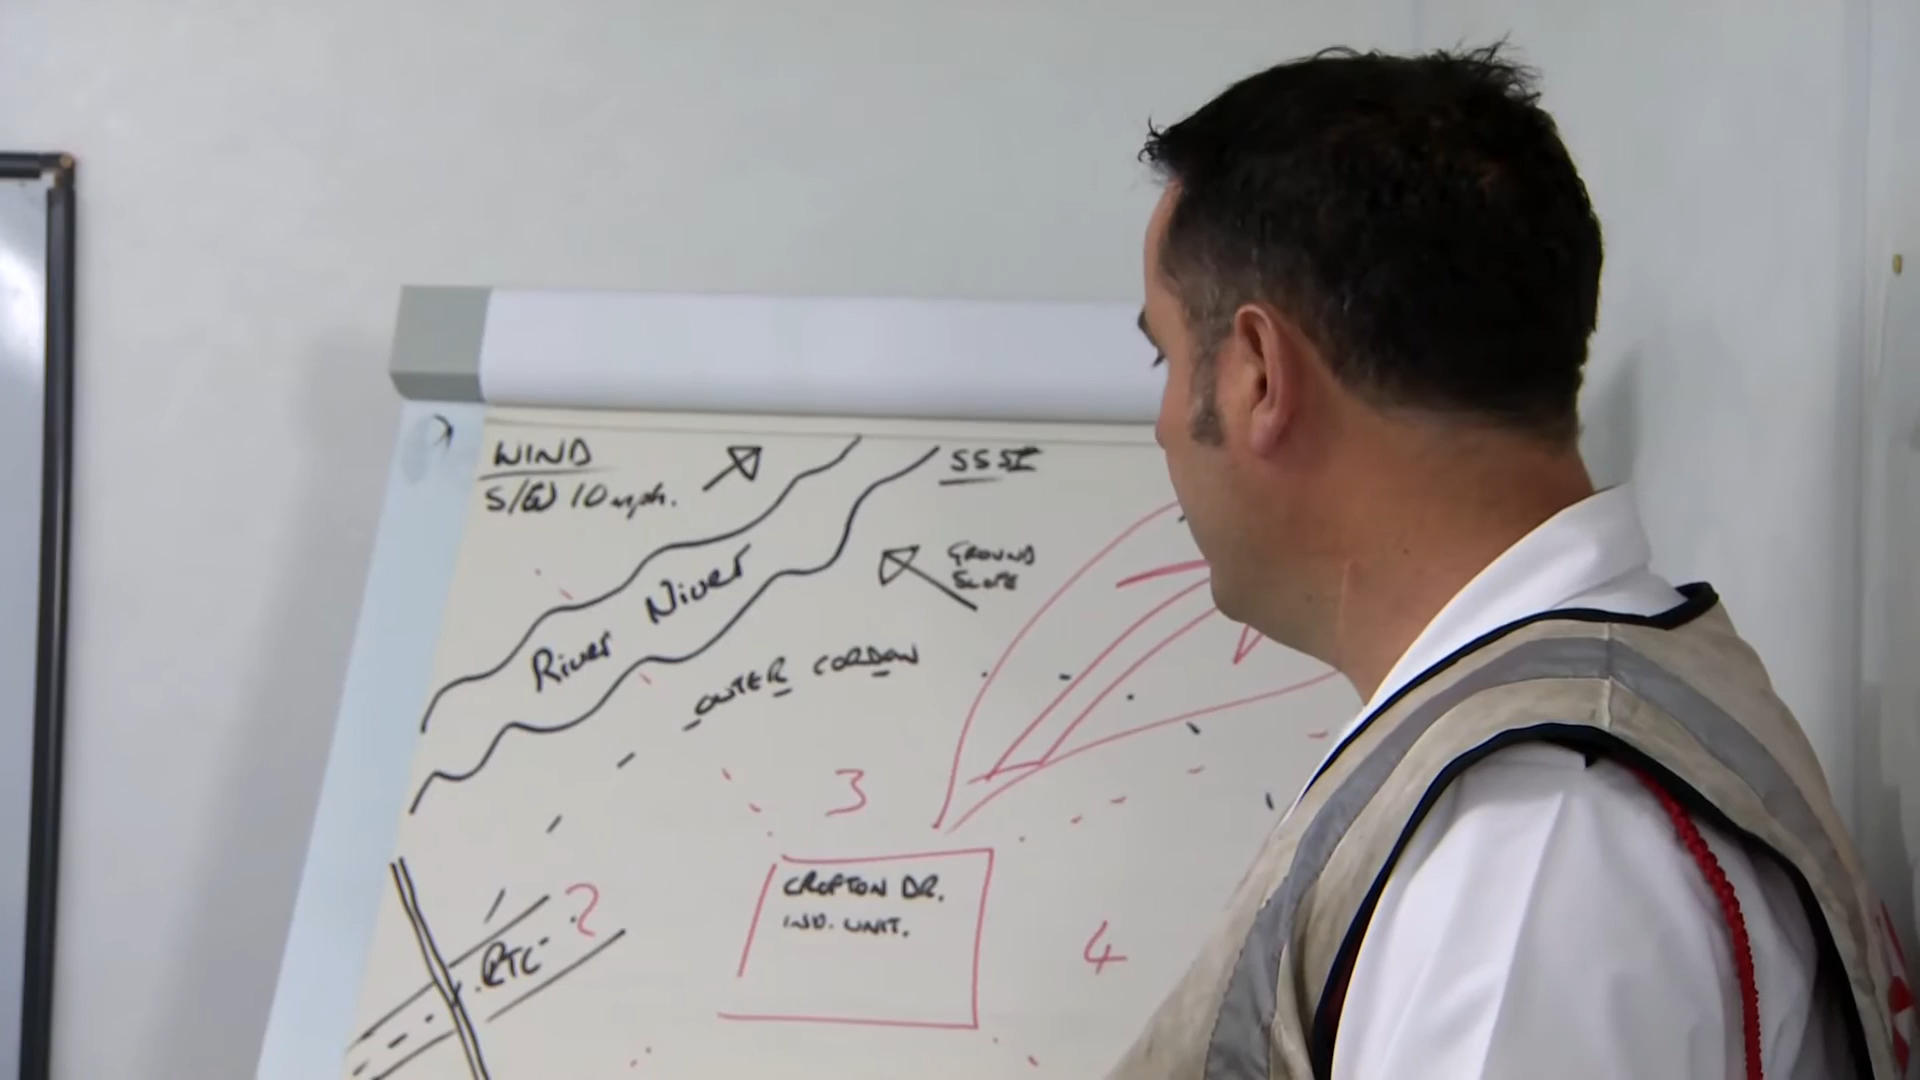 WIND
S/W 10 mph.
SSSI
GROUND
SLOPE
River Niver
OUTER CORDON
3
CROFTON DR.
IND. UNIT.
2
RTC
4